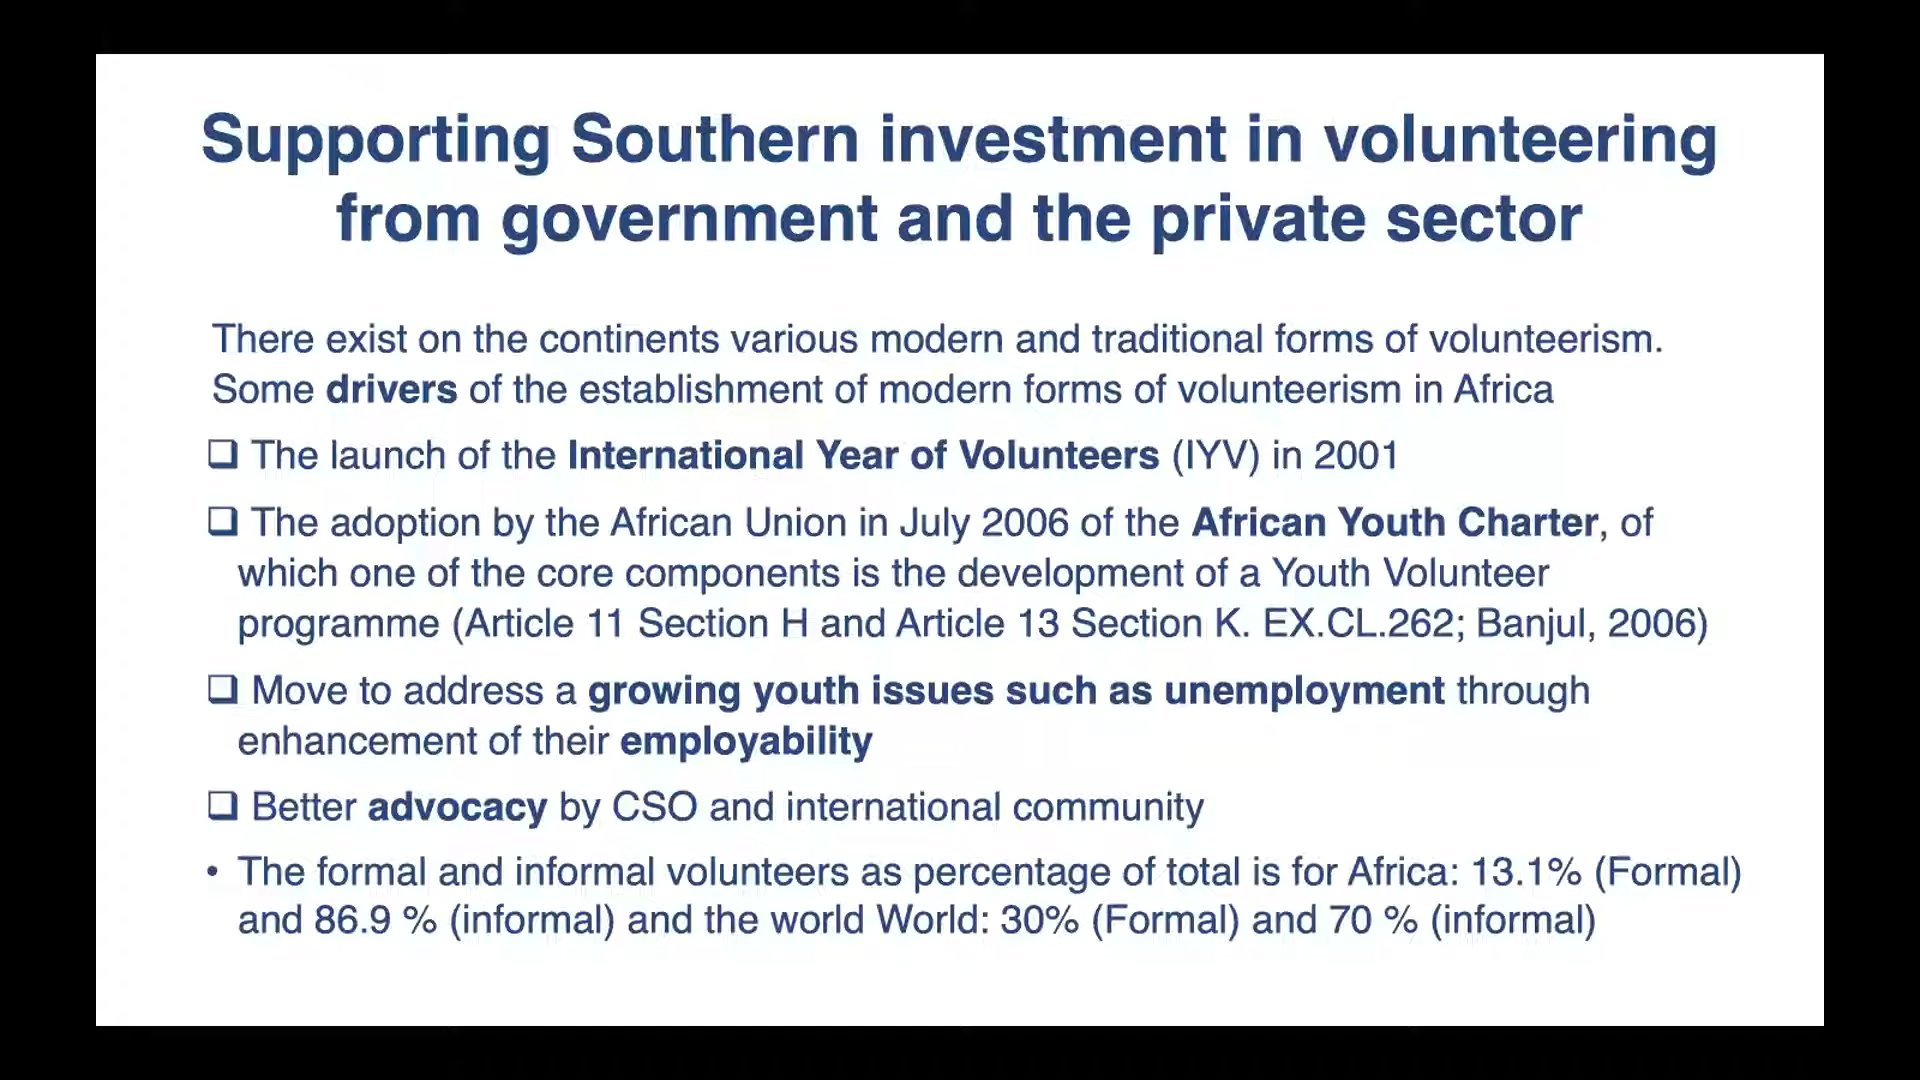 Supporting Southern investment in volunteering
from government and the private sector
There exist on the continents various modern and traditional forms of volunteerism.
Some drivers of the establishment of modern forms of volunteerism in Africa
❑ The launch of the International Year of Volunteers (IYV) in 2001
❑ The adoption by the African Union in July 2006 of the African Youth Charter, of
which one of the core components is the development of a Youth Volunteer
programme (Article 11 Section H and Article 13 Section K. EX.CL.262; Banjul, 2006)
❑ Move to address a growing youth issues such as unemployment through
enhancement of their employability
❑ Better advocacy by CSO and international community
• The formal and informal volunteers as percentage of total is for Africa: 13.1% (Formal)
and 86.9 % (informal) and the world World: 30% (Formal) and 70 % (informal)